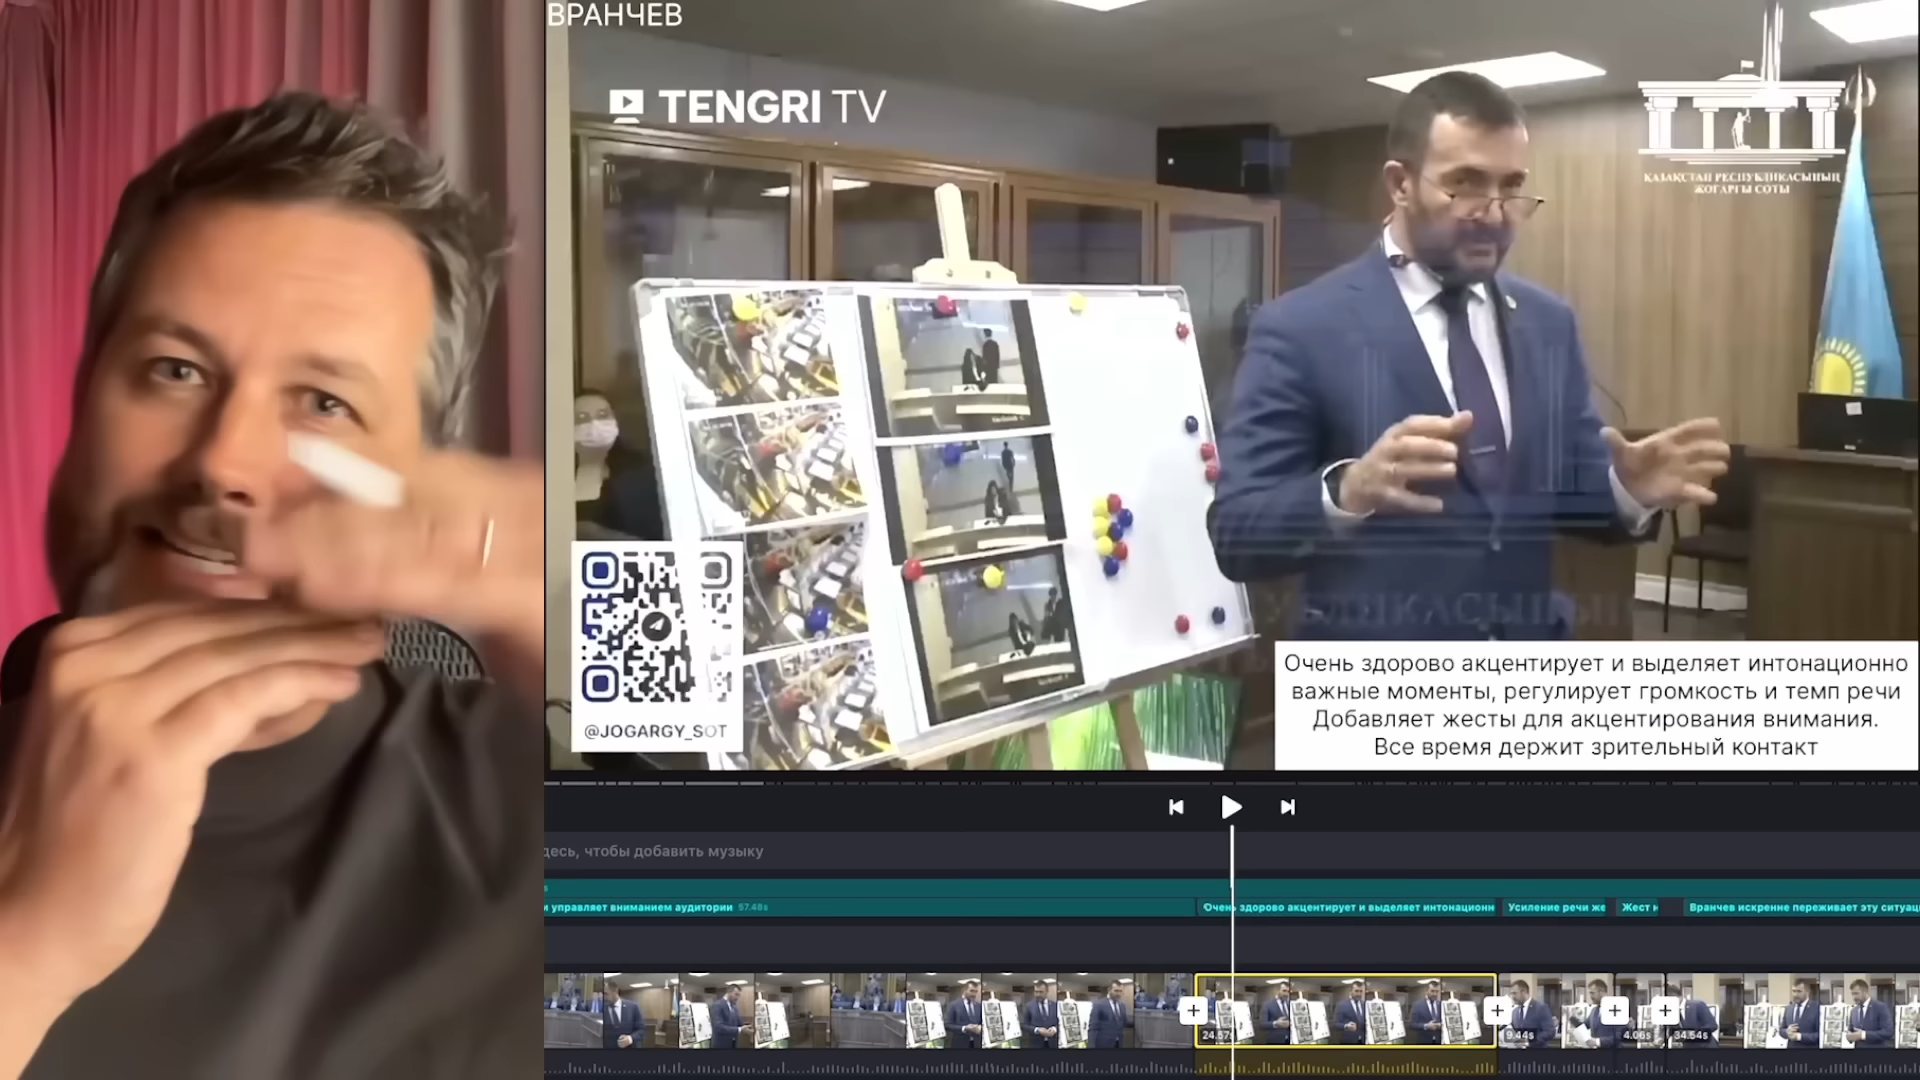 ВРАНЧЕВ
TENGRI TV
ҚАЗАҚСТАН РЕСПУБЛИКАСЫНЫҢ
ЖОҒАРҒЫ СОТЫ
@JOGARGY_SOT
Очень здорово акцентирует и выделяет интонационно
важные моменты, регулирует громкость и темп речи
Добавляет жесты для акцентирования внимания.
Все время держит зрительный контакт
десь, чтобы добавить музыку
и управляет вниманием аудитории 57.48s
Очень здорово акцентирует и выделяет интонационн
Усиление речи же
Жест и
Вранчев искренне переживает эту ситуац
24.57
9.44s
4.06s
34.54s